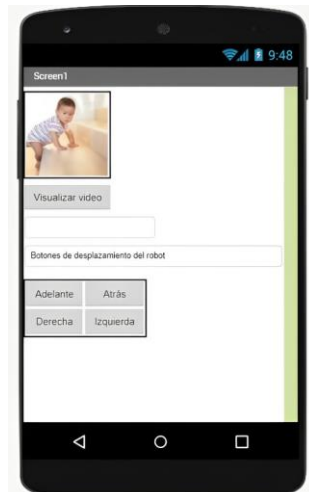 9:48
Screen1
Visualizar video
Botones de desplazamiento del robot
Adelante Atrás
Derecha Izquierda